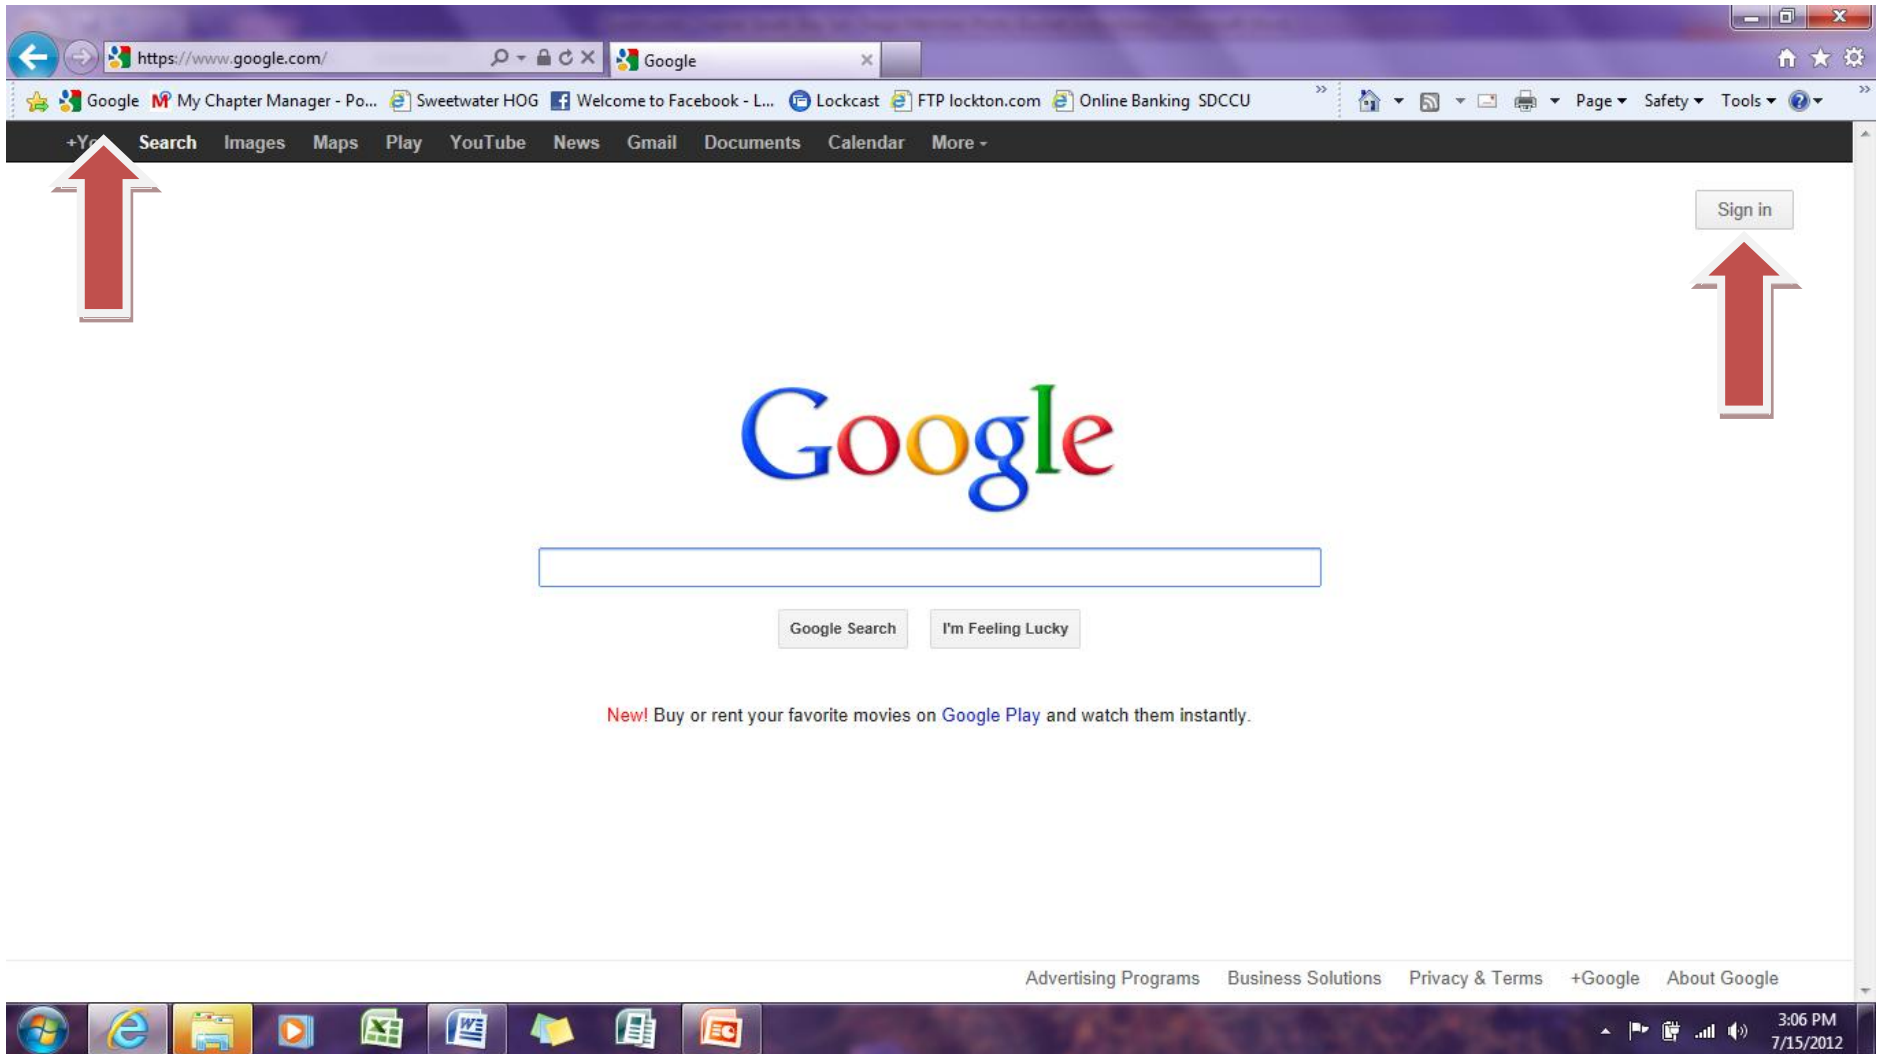 https://www.google.com/
Google
Google My Chapter Manager - Po... Sweetwater HOG Welcome to Facebook - L... Lockcast FTP lockton.com Online Banking SDCCU Page Safety Tools
Search Images Maps Play YouTube News Gmail Documents Calendar More
Sign in
Google
Google Search I'm Feeling Lucky
New! Buy or rent your favorite movies on Google Play and watch them instantly.
Advertising Programs Business Solutions Privacy & Terms +Google About Google
3:06 PM
7/15/2012